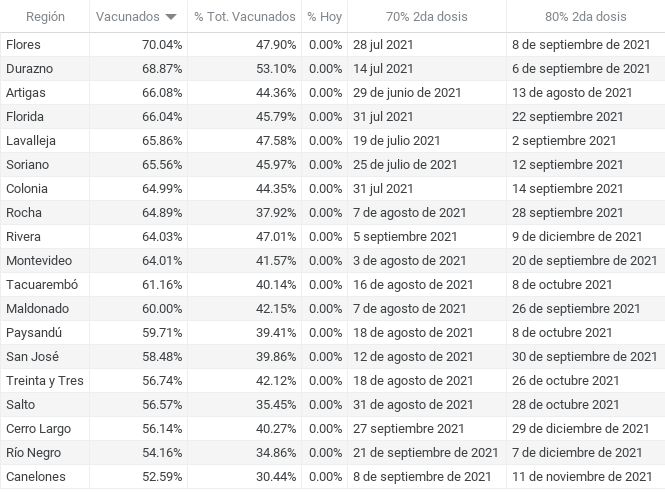 Región Vacunados % Tot. Vacunados % Hoy 70% 2da dosis 80% 2da dosis
Flores 70.04% 47.90% 0.00% 28 jul 2021 8 de septiembre de 2021
Durazno 68.87% 53.10% 0.00% 14 jul 2021 6 de septiembre de 2021
Artigas 66.08% 44.36% 0.00% 29 de junio de 2021 13 de agosto de 2021
Florida 66.04% 45.79% 0.00% 31 jul 2021 22 septiembre 2021
Lavalleja 65.86% 47.58% 0.00% 19 de julio 2021 2 septiembre 2021
Soriano 65.56% 45.97% 0.00% 25 de julio de 2021 12 septiembre 2021
Colonia 64.99% 44.35% 0.00% 31 jul 2021 14 septiembre 2021
Rocha 64.89% 37.92% 0.00% 7 de agosto de 2021 28 septiembre 2021
Rivera 64.03% 47.01% 0.00% 5 septiembre 2021 9 de diciembre de 2021
Montevideo 64.01% 41.57% 0.00% 3 de agosto de 2021 20 de septiembre de 2021
Tacuarembó 61.16% 40.14% 0.00% 16 de agosto de 2021 8 de octubre 2021
Maldonado 60.00% 42.15% 0.00% 7 de agosto de 2021 26 de septiembre 2021
Paysandú 59.71% 39.41% 0.00% 18 de agosto de 2021 8 de octubre 2021
San José 58.48% 39.86% 0.00% 12 de agosto de 2021 30 de septiembre de 2021
Treinta y Tres 56.74% 42.12% 0.00% 18 de agosto de 2021 26 de octubre 2021
Salto 56.57% 35.45% 0.00% 31 de agosto de 2021 28 de octubre 2021
Cerro Largo 56.14% 40.27% 0.00% 27 septiembre 2021 29 de diciembre de 2021
Río Negro 54.16% 34.86% 0.00% 21 de septiembre de 2021 7 de diciembre de 2021
Canelones 52.59% 30.44% 0.00% 8 de septiembre de 2021 11 de noviembre de 2021